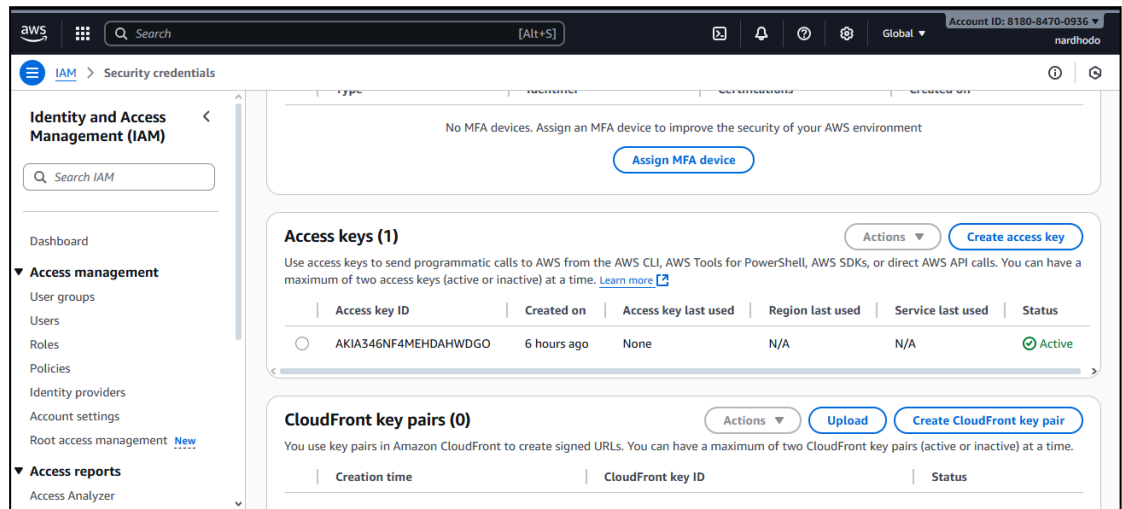 aws
Search [Alt+S] Global Account ID: 8180-8470-0936
nardhodo
IAM > Security credentials
Type Identifier Certifications Created on
Identity and Access
Management (IAM)
Search IAM
Dashboard
Access management
User groups
Users
Roles
Policies
Identity providers
Account settings
Root access management New
Access reports
Access Analyzer
No MFA devices. Assign an MFA device to improve the security of your AWS environment
Assign MFA device
Access keys (1) Actions Create access key
Use access keys to send programmatic calls to AWS from the AWS CLI, AWS Tools for PowerShell, AWS SDKs, or direct AWS API calls. You can have a
maximum of two access keys (active or inactive) at a time. Learn more
Access key ID Created on Access key last used Region last used Service last used Status
AKIA346NF4MEHDAHWDGO 6 hours ago None N/A N/A Active
CloudFront key pairs (0) Actions Upload Create CloudFront key pair
You use key pairs in Amazon CloudFront to create signed URLs. You can have a maximum of two CloudFront key pairs (active or inactive) at a time.
Creation time CloudFront key ID Status